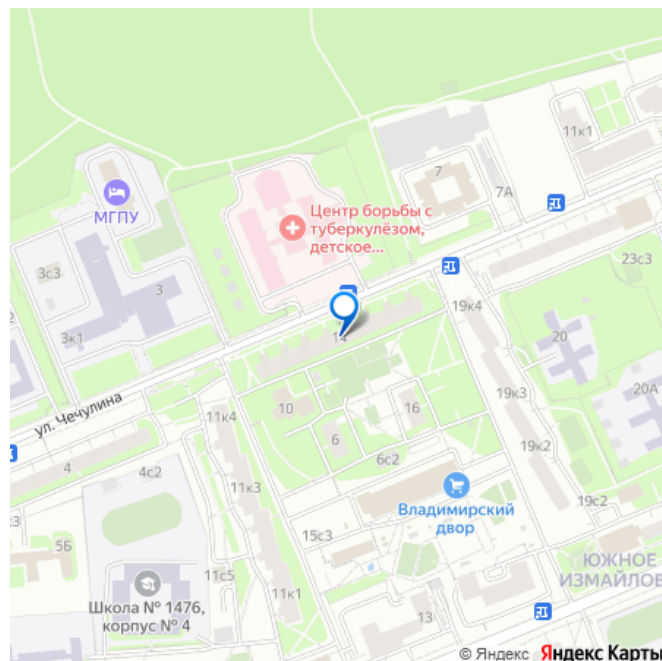 11к1
7
7А
МГПУ
Центр борьбы с
туберкулёзом,
детское...
3с3
3
3к1
23с3
19к4
14
20
ул. Чечулина
11к4
10
16
19к3
20А
6
4
4с2
11к3
6с2
19к2
Владимирский
двор
19с2
5Б
15с3
ЮЖНОЕ
ИЗМАЙЛОВ
11с5
Школа № 1476,
корпус № 4
11к1
13
© Яндекс Яндекс Карты